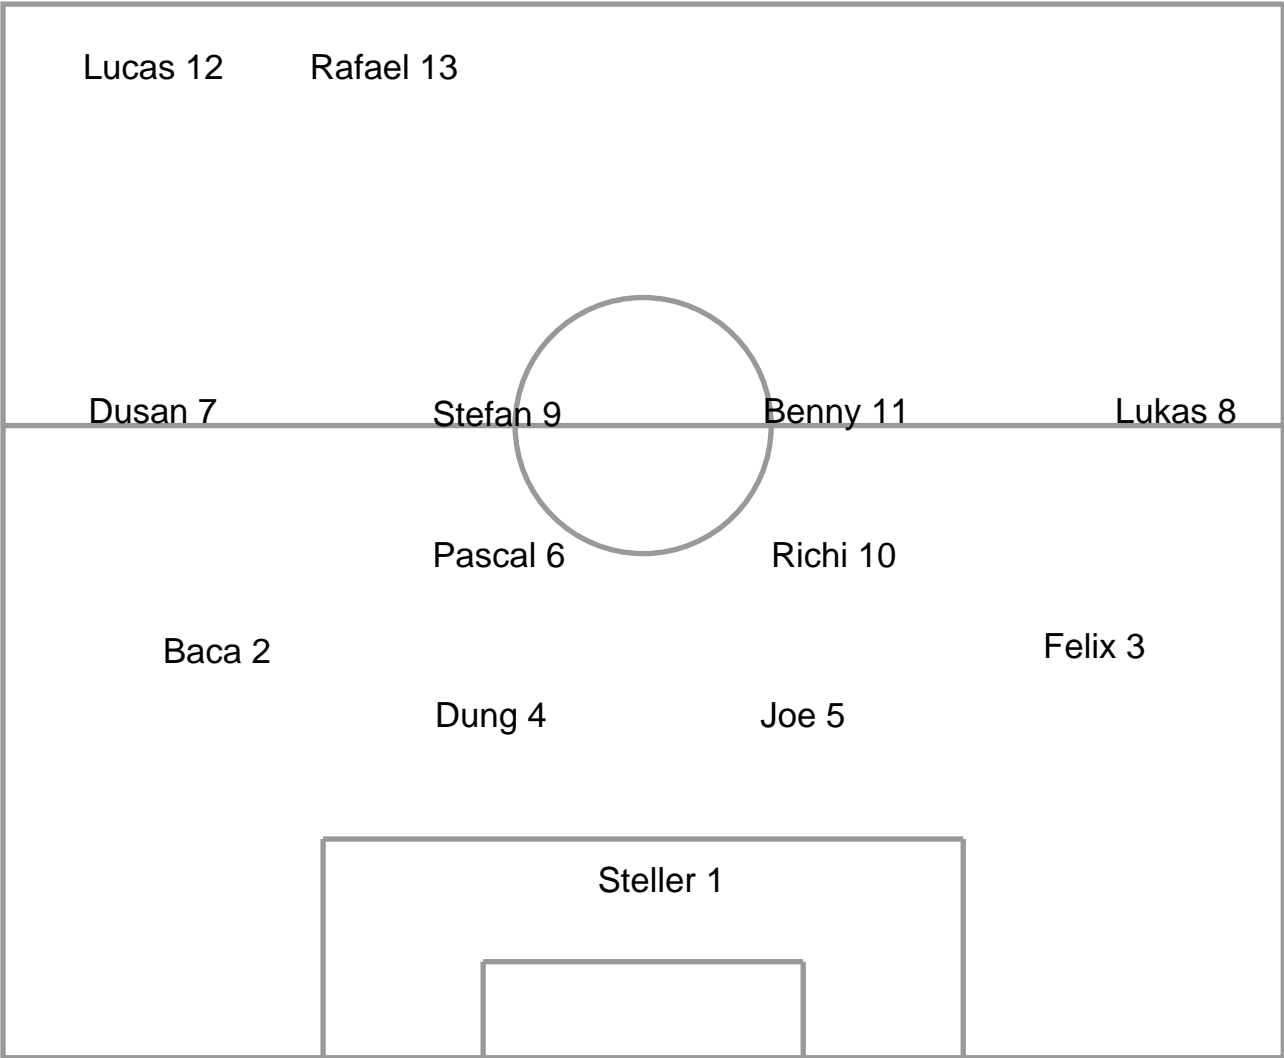 Lucas 12
Rafael 13
Dusan 7
Stefan 9
Benny 11
Lukas 8
Pascal 6
Richi 10
Baca 2
Felix 3
Dung 4
Joe 5
Steller 1